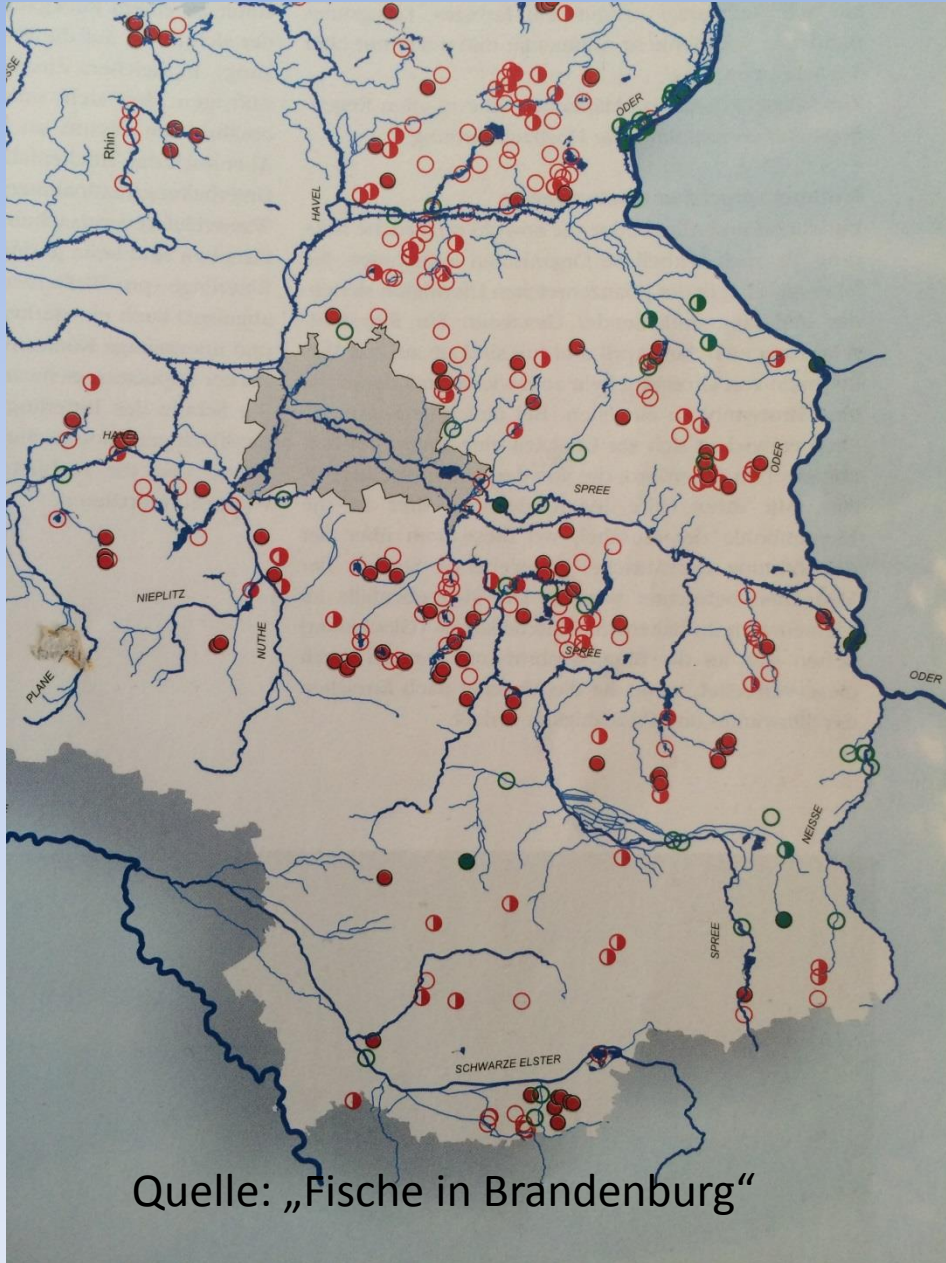 SSE
Rhin
HAVEL
ODER
HAVEL
ODER
SPREE
NIEPLITZ
NUTHE
PLANE
SPREE
ODER
NEISSE
SPREE
SCHWARZE ELSTER
Quelle: „Fische in Brandenburg“